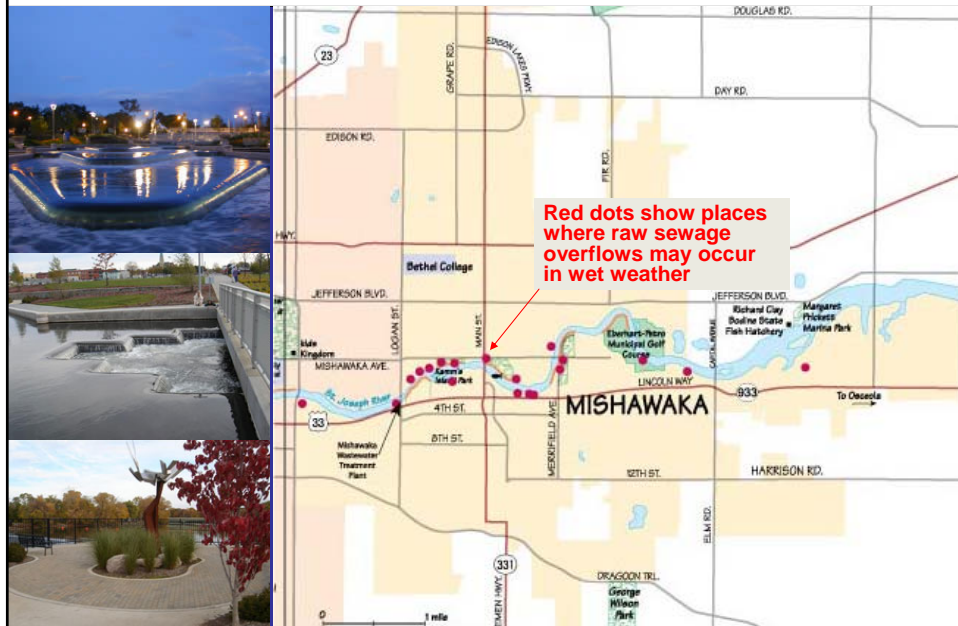 DOUGLAS RD.
23
GRAPE RD.
EDISON LAKES PKWY.
DAY RD.
EDISON RD.
FIR RD.
Red dots show places
where raw sewage
overflows may occur
in wet weather
HWY.
Bethel College
JEFFERSON BLVD.
JEFFERSON BLVD.
LOGAN ST.
MAIN ST.
Richard Clay
Bodine State
Fish Hatchery
Margaret
Prickett
Marina Park
Eberhart-Petro
Municipal Golf
Course
Kingdom
MISHAWAKA AVE.
Kamm's
Island Park
LINCOLN WAY
933
To Osceola
St. Joseph River
33
4TH ST.
MISHAWAKA
8TH ST.
MERRIFIELD AVE.
Mishawaka
Wastewater
Treatment
Plant
12TH ST.
HARRISON RD.
ELM RD.
331
DRAGOON TRL.
George
Wilson
Park
EMEN HWY.
0
1 mile